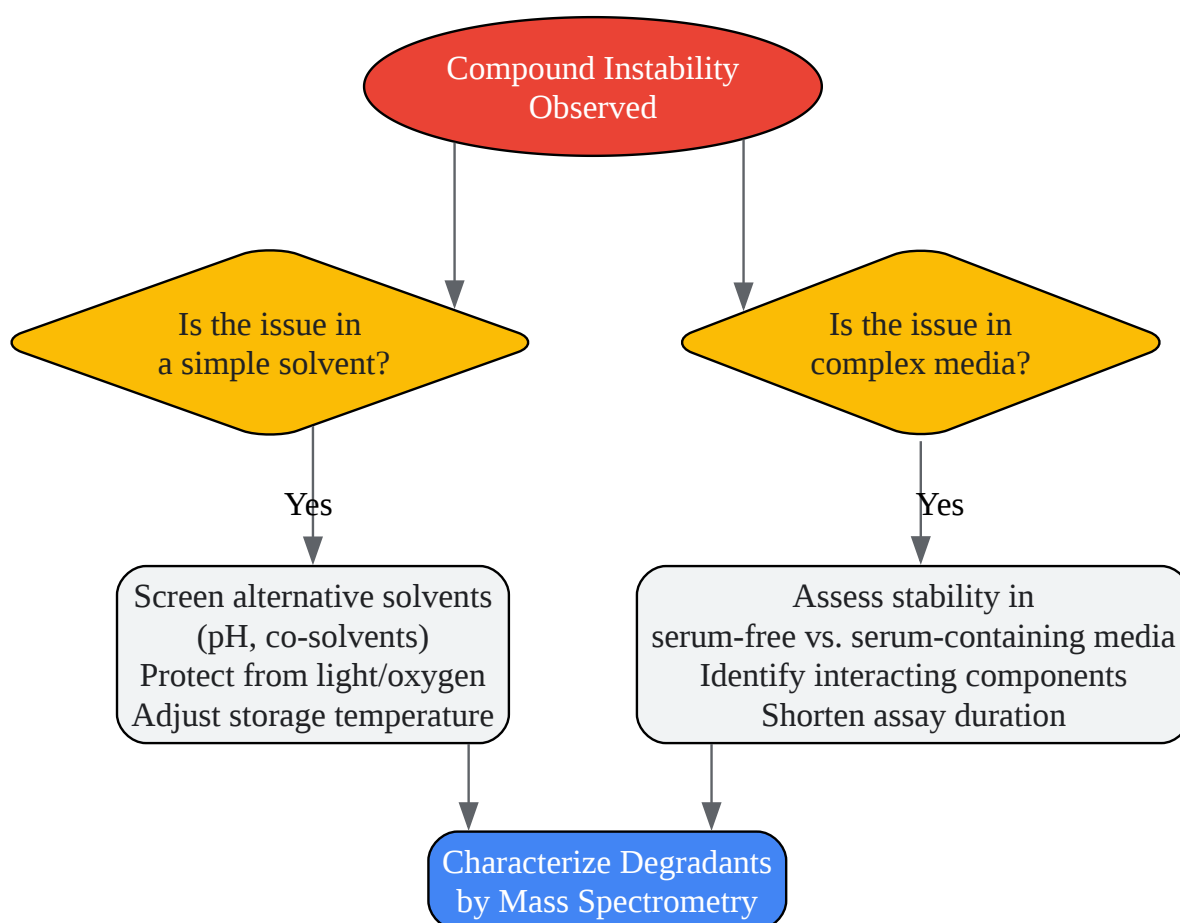 Compound Instability
Observed
Is the issue in
a simple solvent?
Is the issue in
complex media?
Yes
Yes
Screen alternative solvents
(pH, co-solvents)
Protect from light/oxygen
Adjust storage temperature
Assess stability in
serum-free vs. serum-containing media
Identify interacting components
Shorten assay duration
Characterize Degradants
by Mass Spectrometry